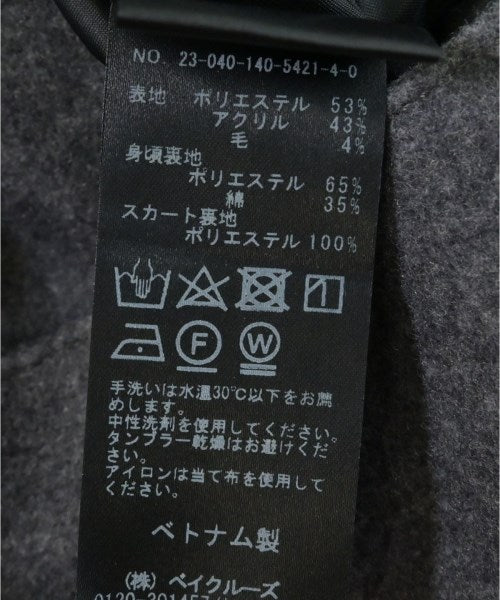 NO. 23-040-140-5421-4-0
表地 ポリエステル 53%
アクリル 43%
毛 4%
身頃裏地
ポリエステル 65%
綿 35%
スカート裏地
ポリエステル 100%
F W
手洗いは水温30℃以下をお薦
めします。
中性洗剤を使用してください。
タンブラー乾燥はお避けくだ
さい。
アイロンは当て布を使用して
ください。
ベトナム製
(株) ベイクルーズ